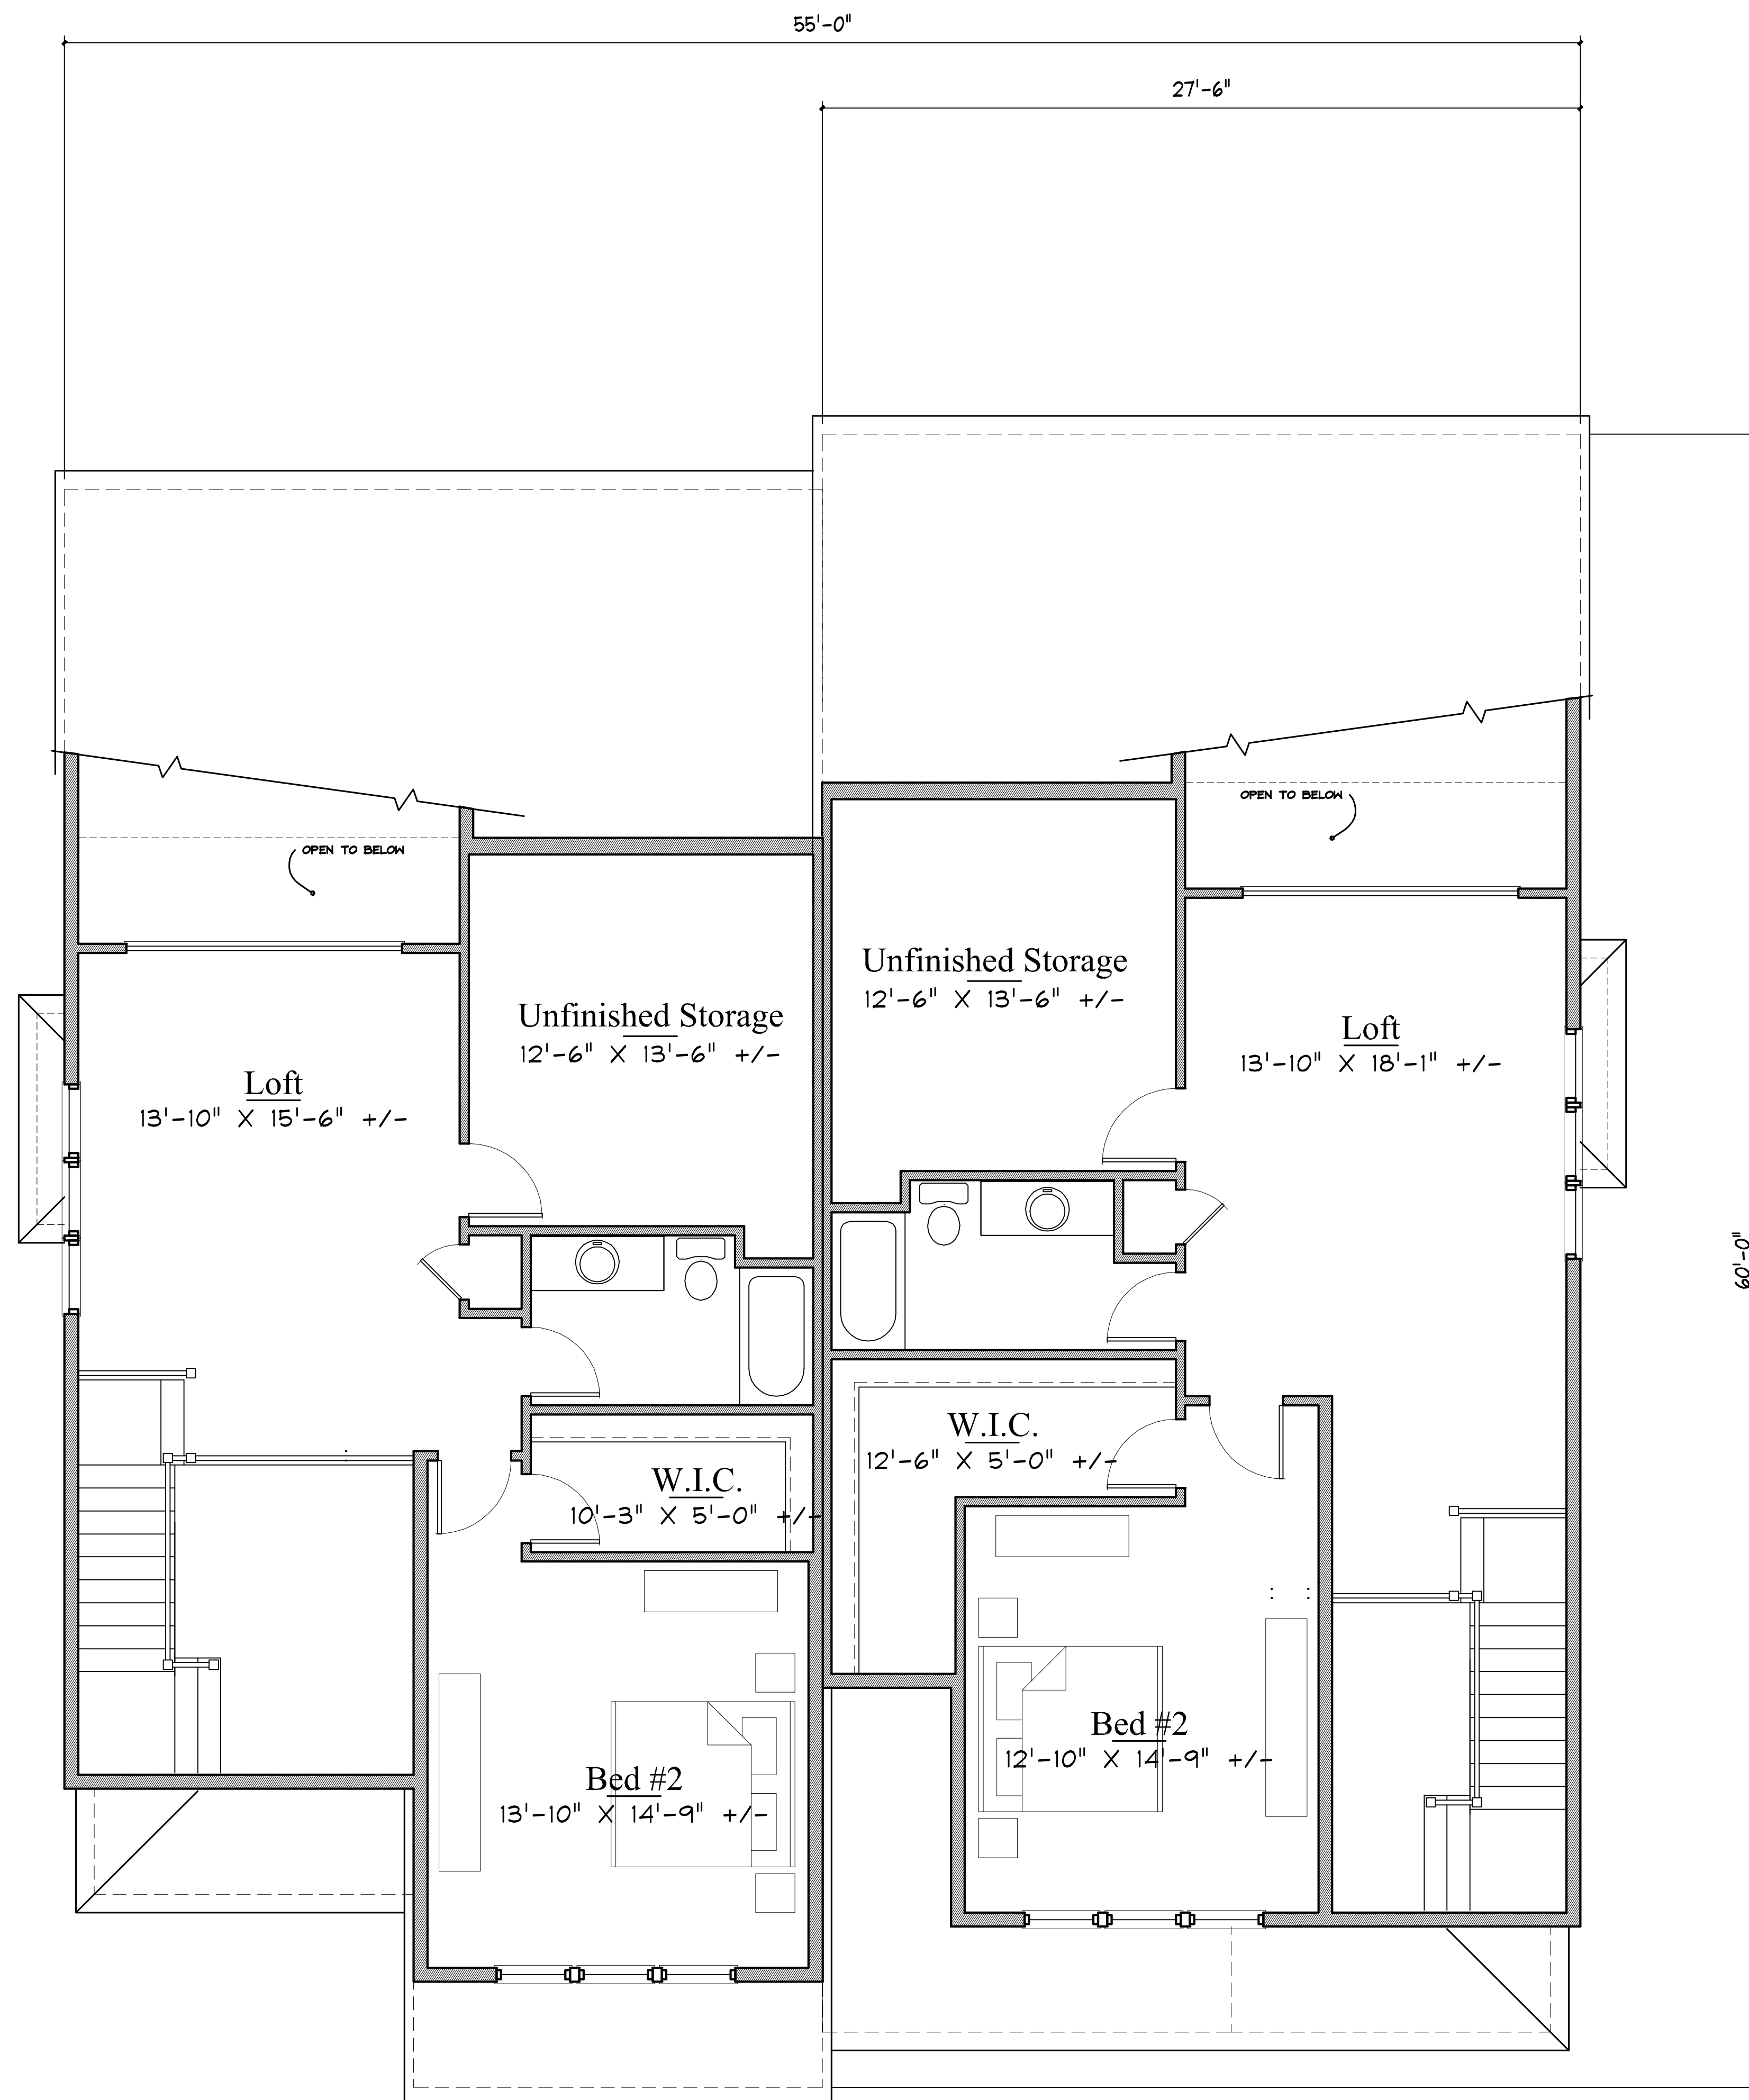 55'-0"
27'-6"
OPEN TO BELOW
OPEN TO BELOW
Unfinished Storage
12'-6" X 13'-6" +/-
Unfinished Storage
12'-6" X 13'-6" +/-
Loft
13'-10" X 18'-1" +/-
Loft
13'-10" X 15'-6" +/-
60'-0"
W.I.C.
12'-6" X 5'-0" +/-
W.I.C.
10'-3" X 5'-0" +/-
Bed #2
12'-10" X 14'-9" +/-
Bed #2
13'-10" X 14'-9" +/-